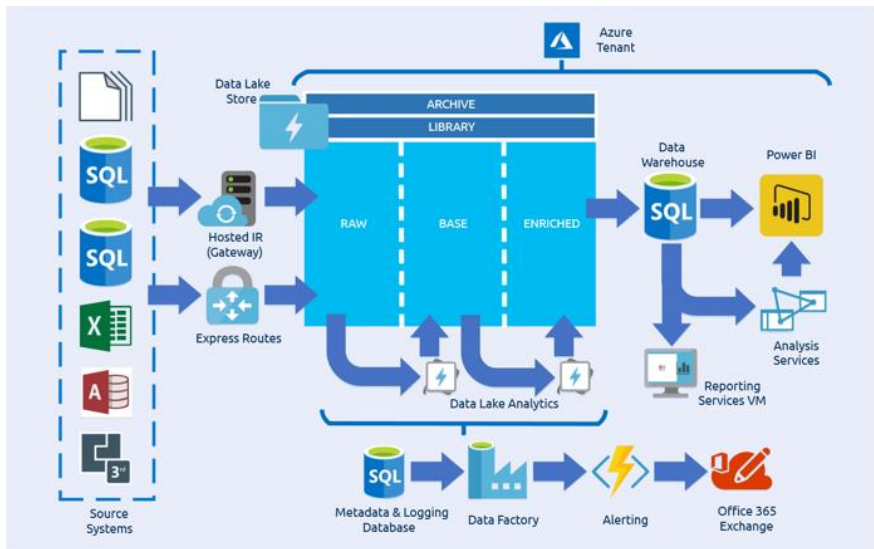 Azure
Tenant
Data Lake
Store
ARCHIVE
LIBRARY
SQL
SQL
X
A
3rd
Source
Systems
Hosted IR
(Gateway)
Express Routes
RAW
BASE
ENRICHED
Data
Warehouse
SQL
Power BI
Analysis
Services
Reporting
Services VM
Data Lake Analytics
SQL
Metadata & Logging
Database
Data Factory
Alerting
Office 365
Exchange